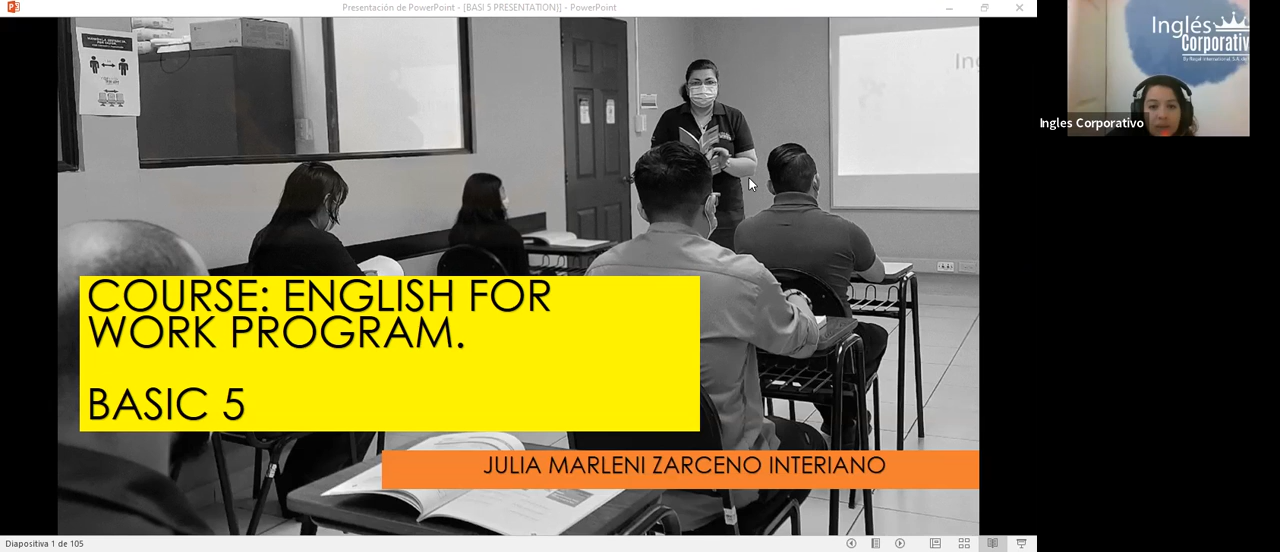 Presentación de PowerPoint - [BASI 5 PRESENTATION)] - PowerPoint
Inglés
Corporativ
Ingles Corporativo
COURSE: ENGLISH FOR
WORK PROGRAM.
BASIC 5
JULIA MARLENI ZARCENO INTERIANO
Diapositiva 1 de 105